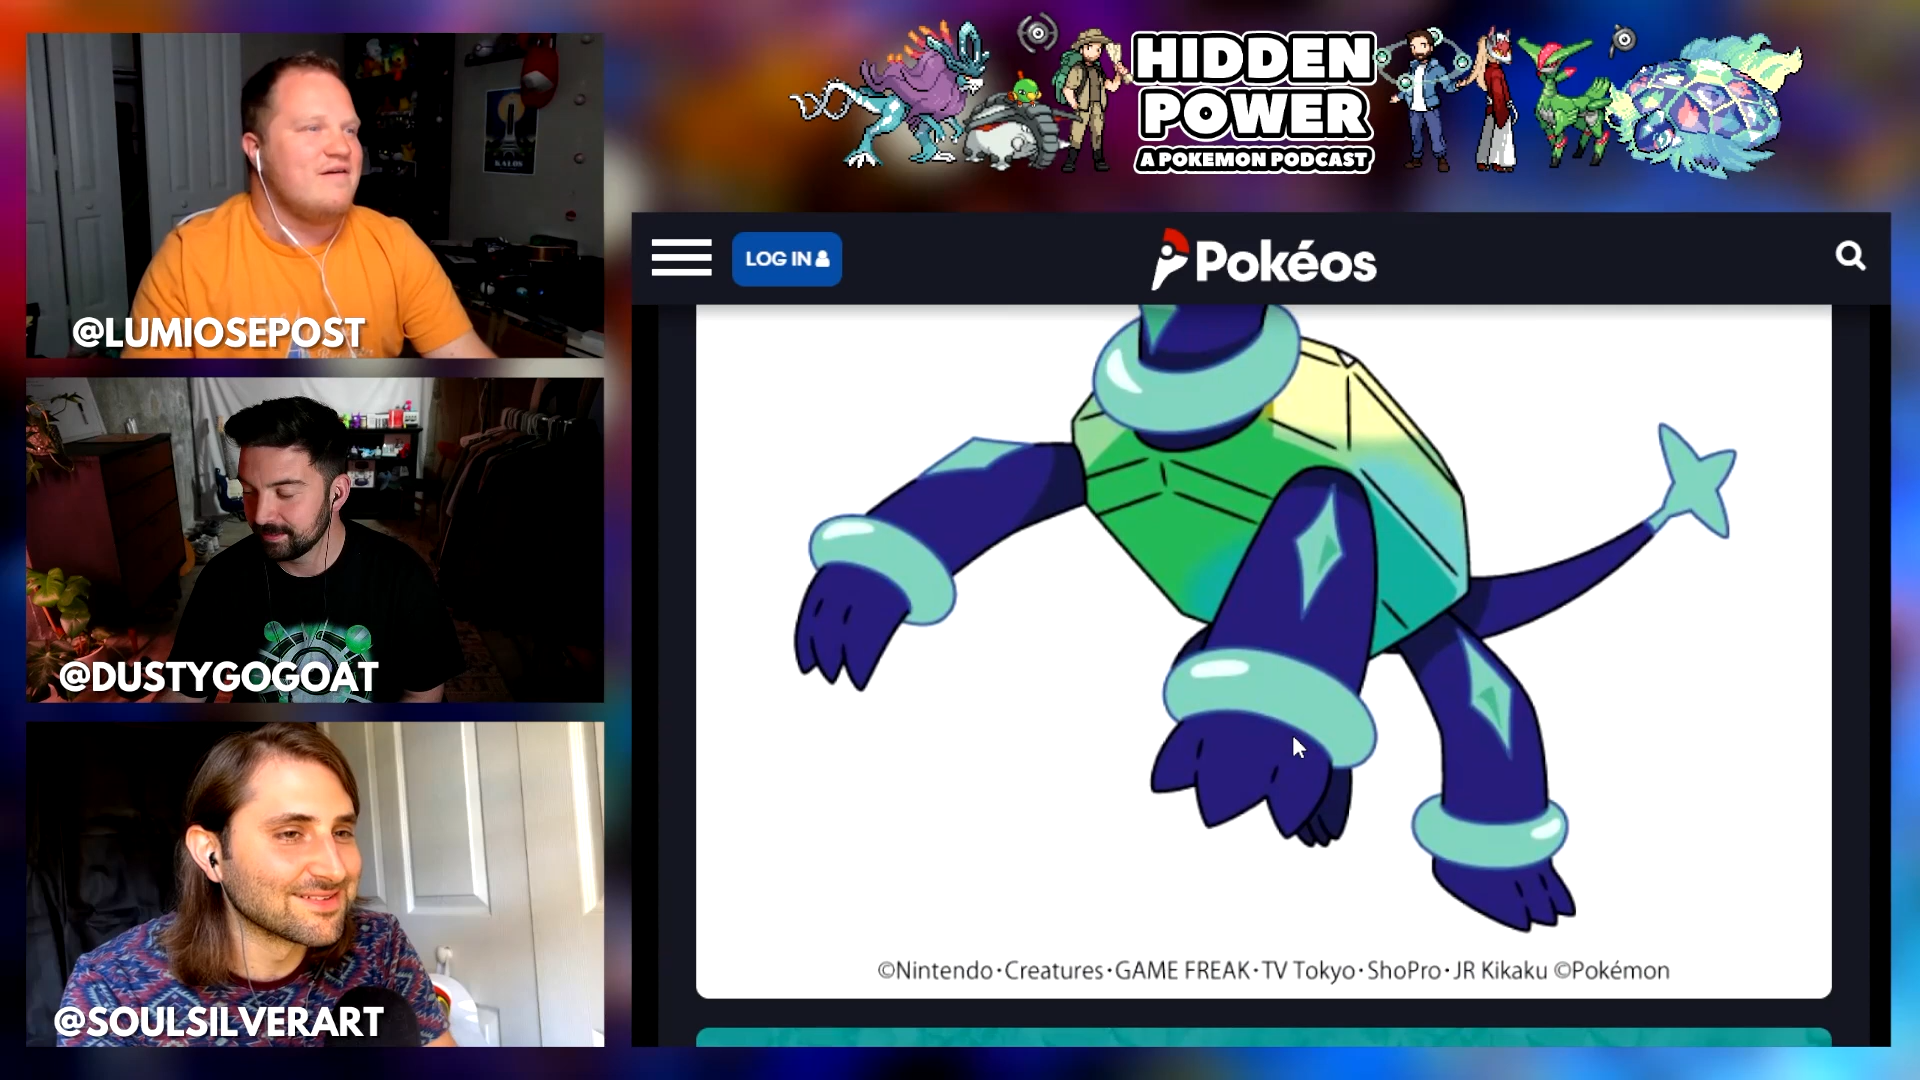 HIDDEN
POWER
A POKEMON PODCAST
LOG IN
Pokéos
KALOS
@LUMIOSEPOST
@DUSTYGOGOAT
@SOULSILVERART
©Nintendo・Creatures・GAME FREAK・TV Tokyo・ShoPro・JR Kikaku ©Pokémon